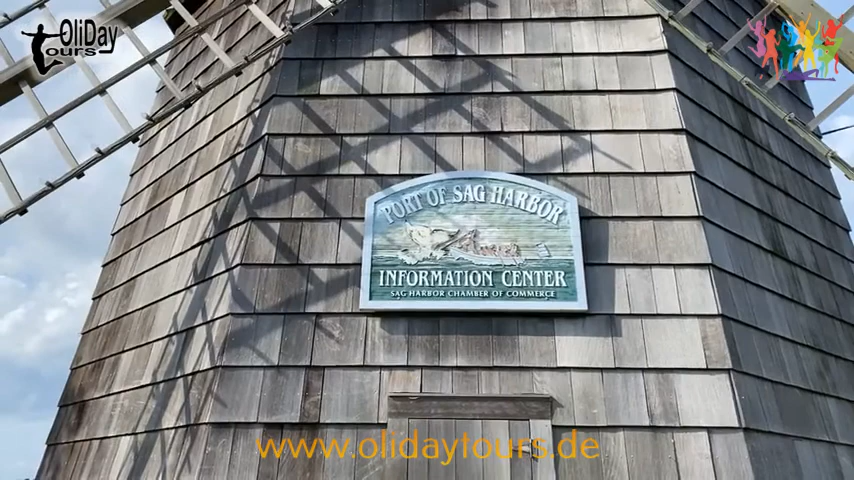 OliDay
Tours
PORT OF SAG HARBOR
INFORMATION CENTER
SAG HARBOR CHAMBER OF COMMERCE
www.olidaytours.de